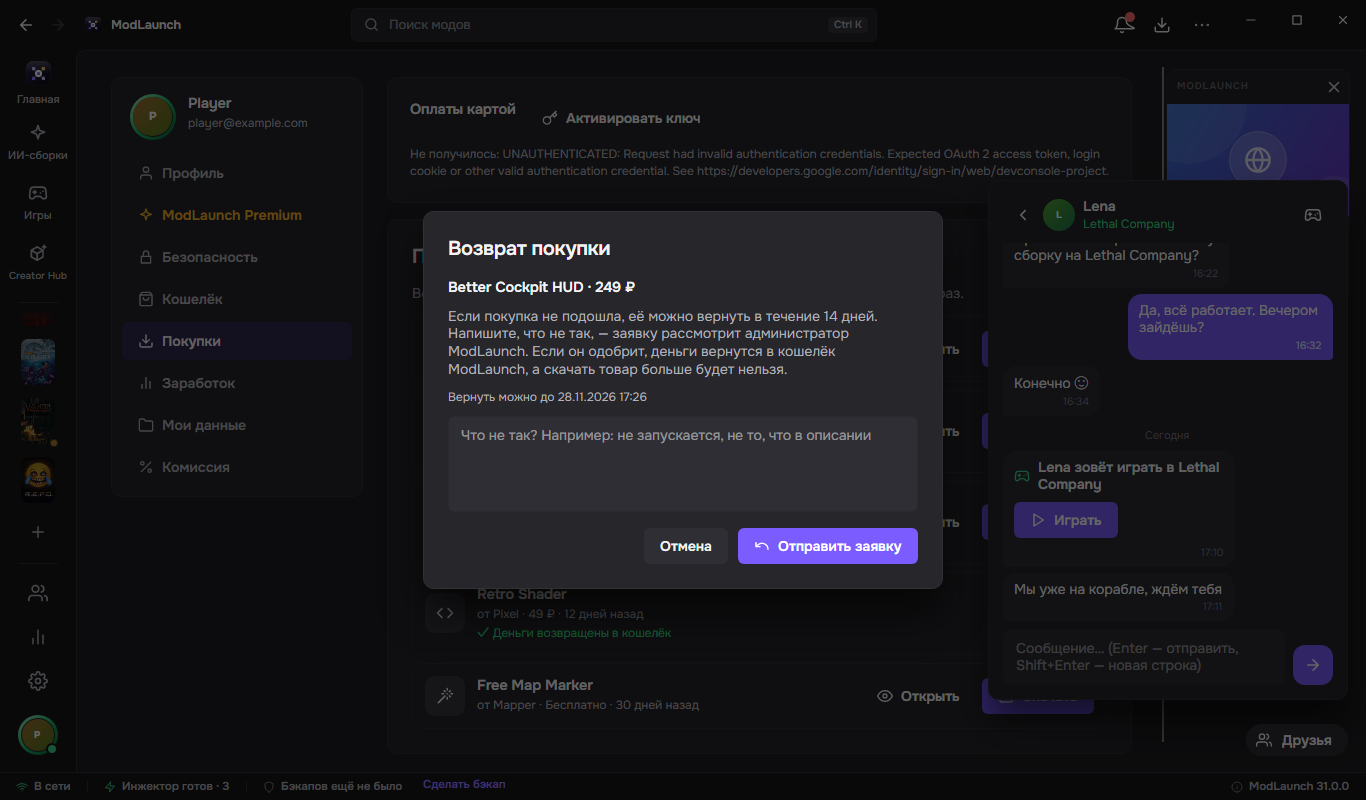 ModLaunch
Поиск модов
Ctrl K
Главная
ИИ-сборки
Игры
Creator Hub
P
Player
player@example.com
Профиль
ModLaunch Premium
Безопасность
Кошелёк
Покупки
Заработок
Мои данные
Комиссия
Оплаты картой
Активировать ключ
Не получилось: UNAUTHENTICATED: Request had invalid authentication credentials. Expected OAuth 2 access token, login
cookie or other valid authentication credential. See https://developers.google.com/identity/sign-in/web/devconsole-project.
Возврат покупки
Better Cockpit HUD · 249 ₽
Если покупка не подошла, её можно вернуть в течение 14 дней.
Напишите, что не так, — заявку рассмотрит администратор
ModLaunch. Если он одобрит, деньги вернутся в кошелёк
ModLaunch, а скачать товар больше будет нельзя.
Вернуть можно до 28.11.2026 17:26
Что не так? Например: не запускается, не то, что в описании
Отмена
Отправить заявку
Retro Shader
от Pixel · 49 ₽ · 12 дней назад
Деньги возвращены в кошелёк
Free Map Marker
от Mapper · Бесплатно · 30 дней назад
Открыть
MODLAUNCH
L
Lena
Lethal Company
сборку на Lethal Company?
16:22
Да, всё работает. Вечером
зайдёшь?
16:32
Конечно
16:34
Сегодня
Lena зовёт играть в Lethal
Company
Играть
17:10
Мы уже на корабле, ждём тебя
17:11
Сообщение... (Enter — отправить,
Shift+Enter — новая строка)
Друзья
P
В сети
Инжектор готов · 3
Бэкапов ещё не было
Сделать бэкап
ModLaunch 31.0.0